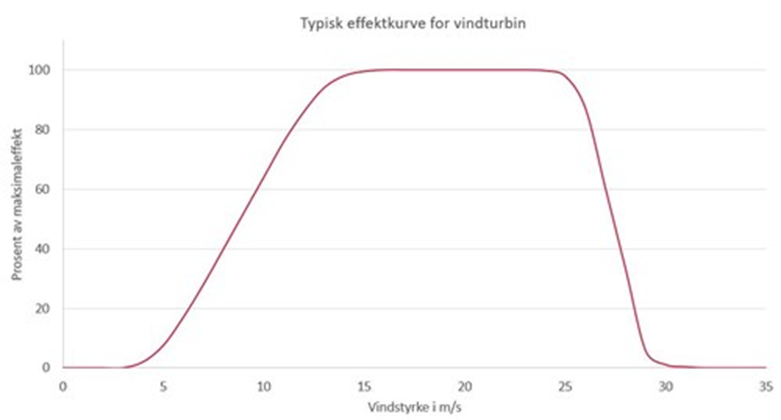 Typisk effektkurve for vindturbin
Prosent av maksimaleffekt
100
80
60
40
20
0
0 5 10 15 20 25 30 35
Vindstyrke i m/s